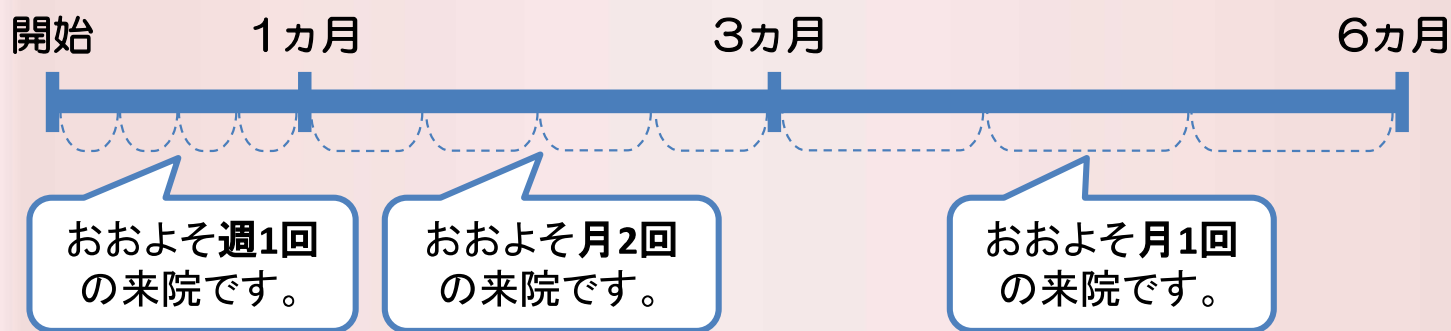 開始 1ヵ月 3ヵ月 6ヵ月
おおよそ週1回
の来院です。
おおよそ月2回
の来院です。
おおよそ月1回
の来院です。